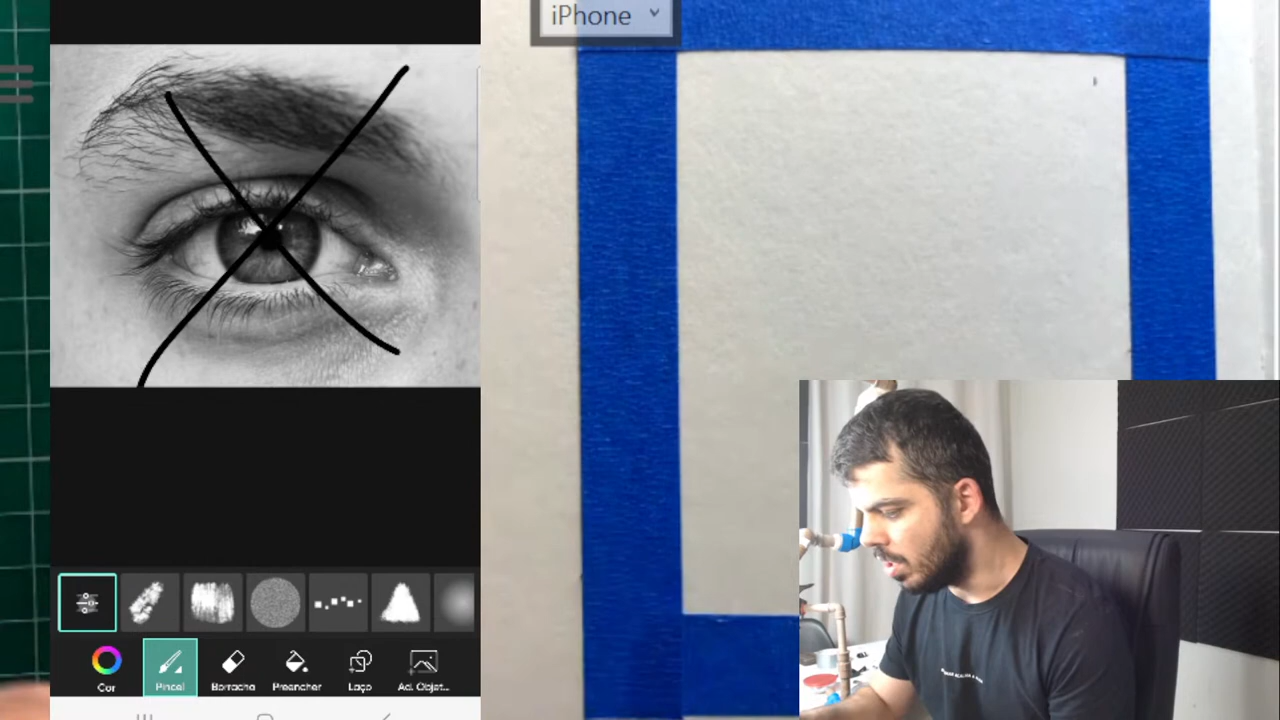 iPhone
Cor
Pincel
Borracha
Preencher
Laço
Ad. Objet...